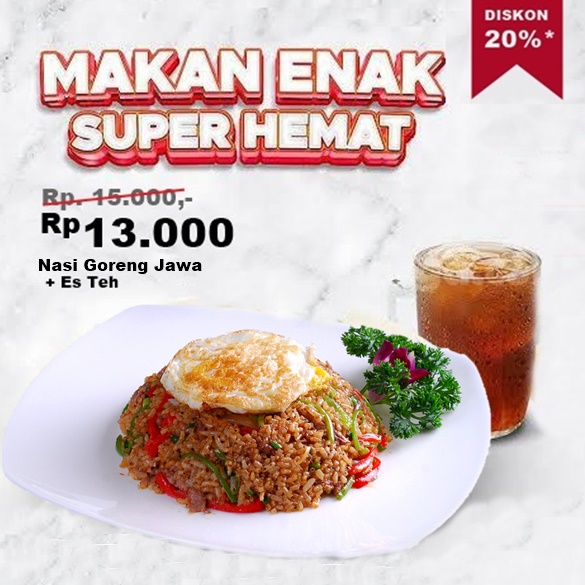 DISKON
20%*
MAKAN ENAK
SUPER HEMAT
Rp. 15.000,-
Rp13.000
Nasi Goreng Jawa
+ Es Teh